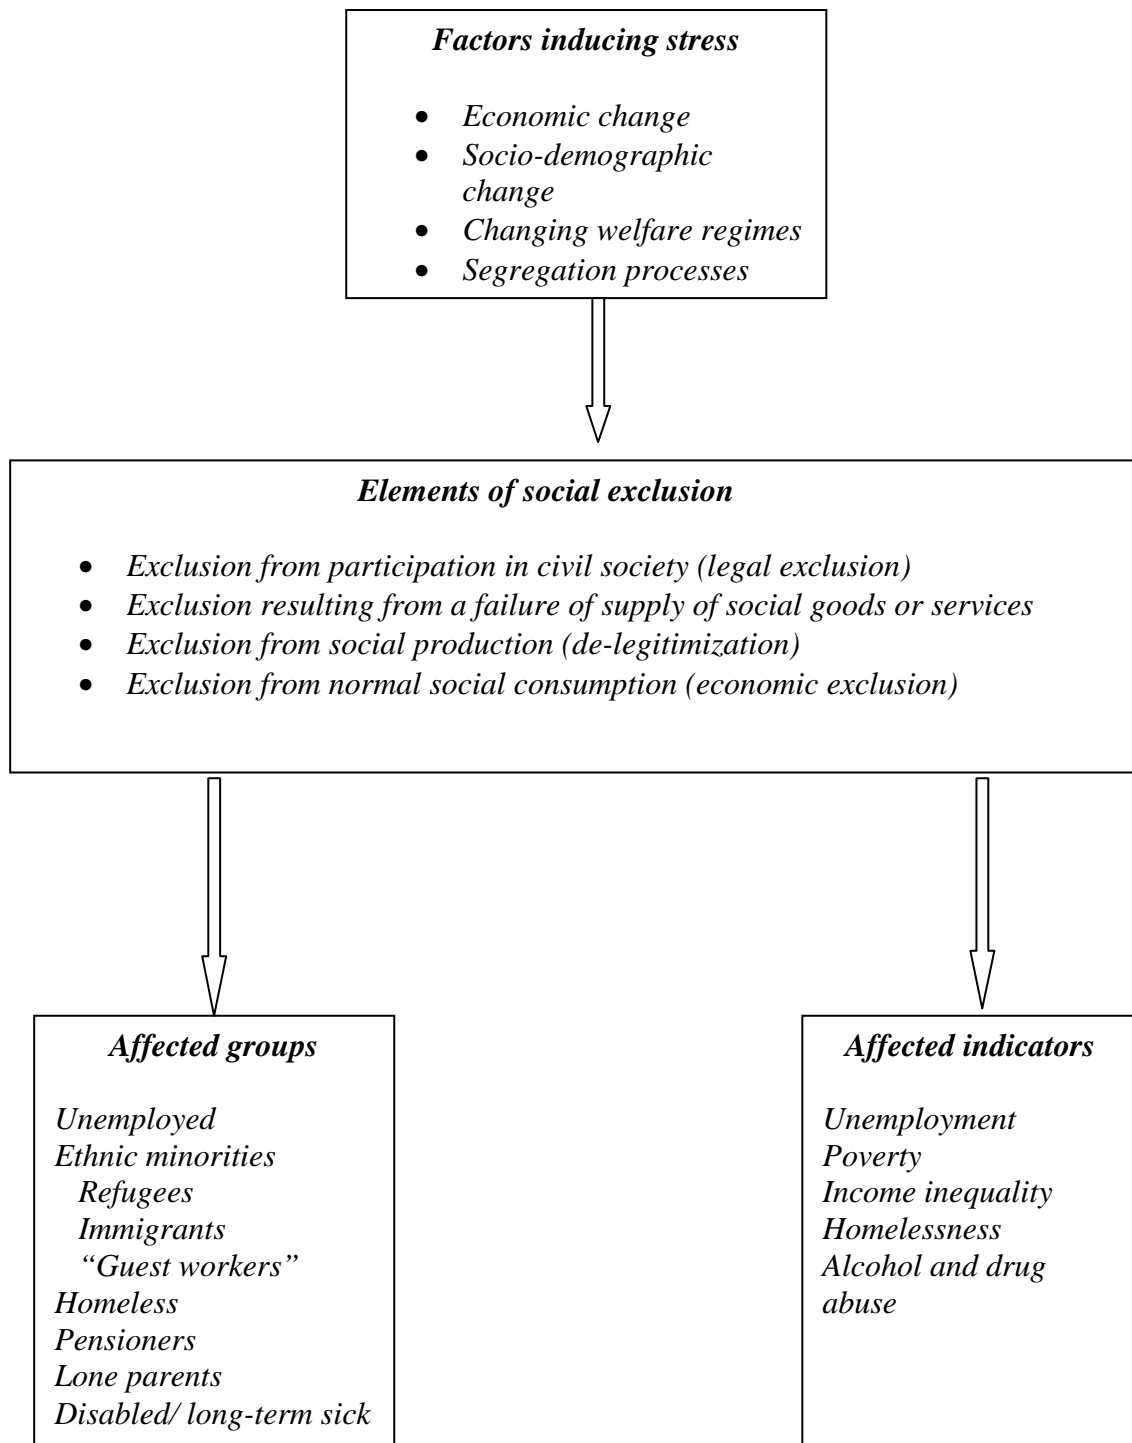 Factors inducing stress
• Economic change
• Socio-demographic
change
• Changing welfare regimes
• Segregation processes
Elements of social exclusion
• Exclusion from participation in civil society (legal exclusion)
• Exclusion resulting from a failure of supply of social goods or services
• Exclusion from social production (de-legitimization)
• Exclusion from normal social consumption (economic exclusion)
Affected groups
Unemployed
Ethnic minorities
Refugees
Immigrants
“Guest workers”
Homeless
Pensioners
Lone parents
Disabled/ long-term sick
Affected indicators
Unemployment
Poverty
Income inequality
Homelessness
Alcohol and drug
abuse